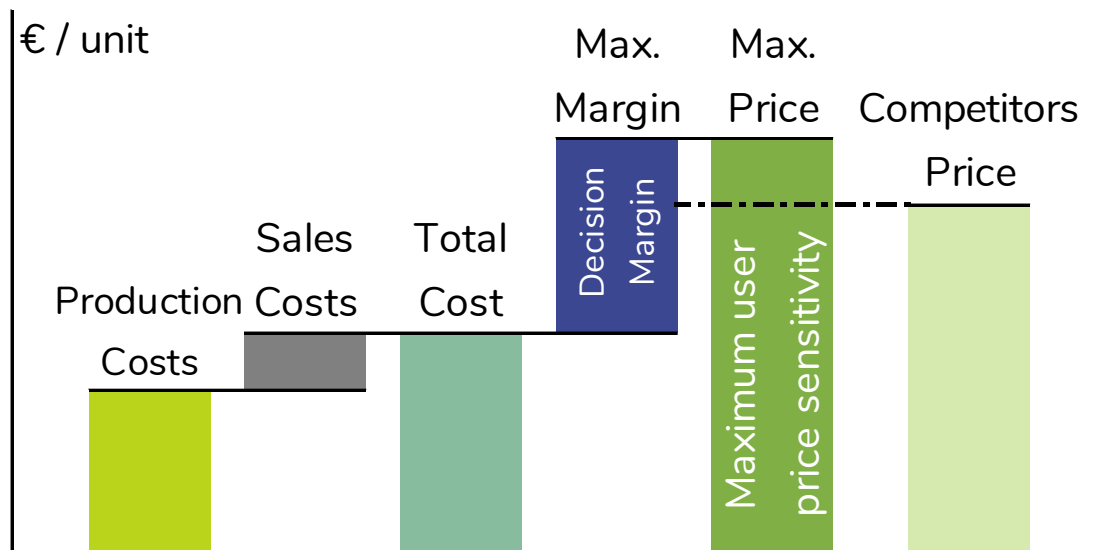 € / unit
Production
Costs
Sales
Costs
Total
Cost
Max.
Margin
Decision
Margin
Max.
Price
Maximum user
price sensitivity
Competitors
Price